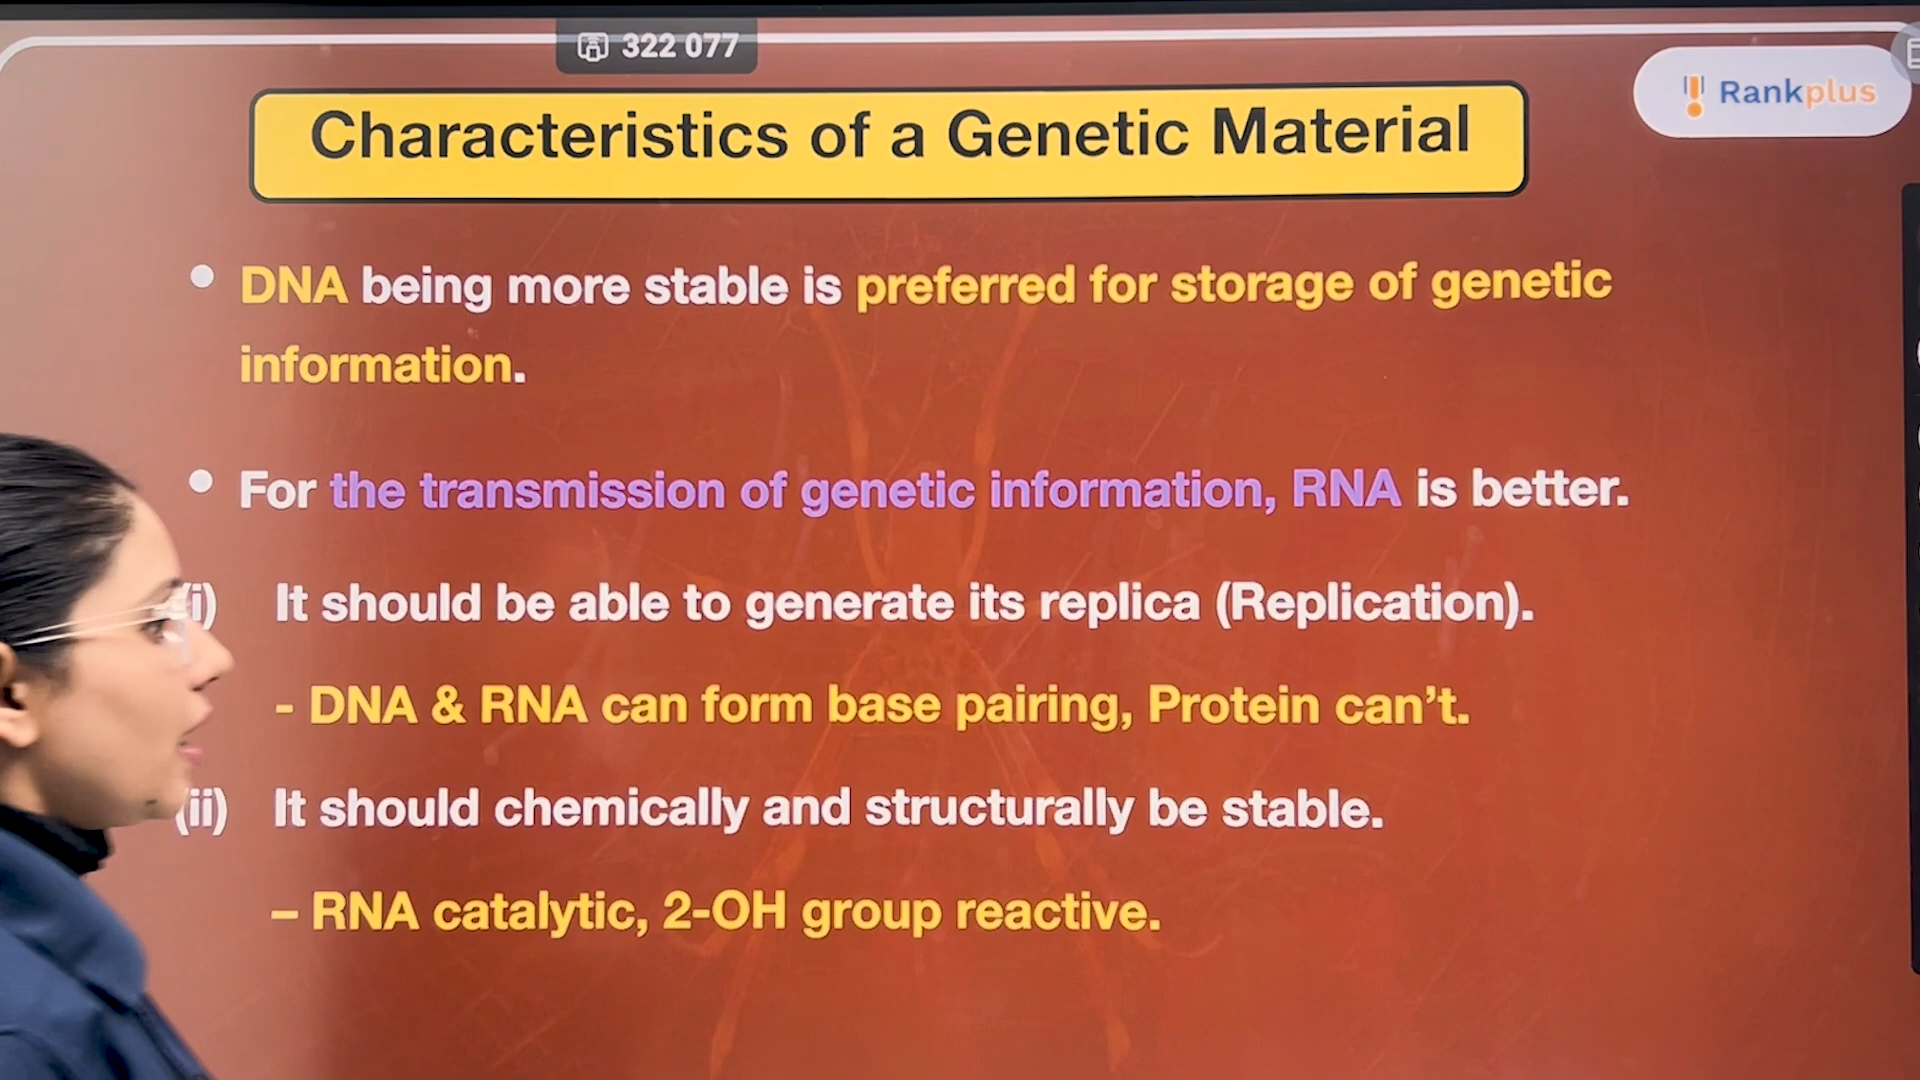 322 077
Rankplus
Characteristics of a Genetic Material
• DNA being more stable is preferred for storage of genetic
information.
• For the transmission of genetic information, RNA is better.
(i) It should be able to generate its replica (Replication).
- DNA & RNA can form base pairing, Protein can’t.
(ii) It should chemically and structurally be stable.
– RNA catalytic, 2-OH group reactive.